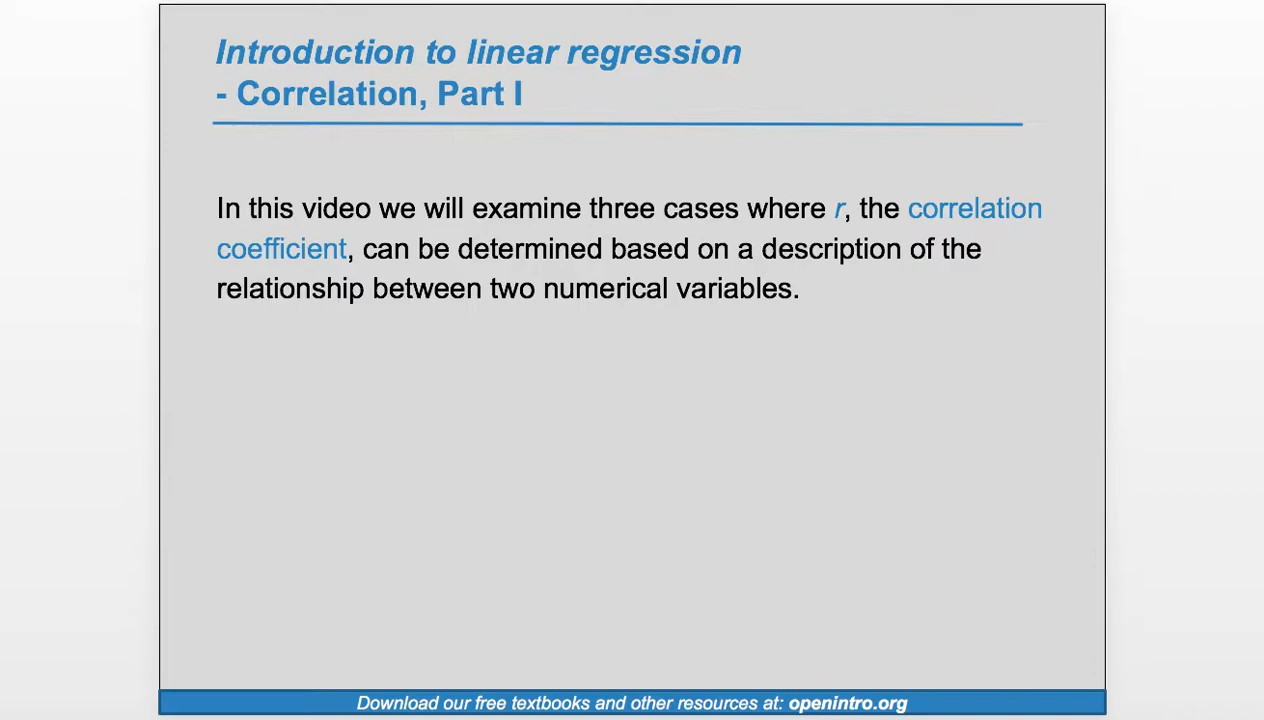 Introduction to linear regression
- Correlation, Part I
In this video we will examine three cases where r, the correlation
coefficient, can be determined based on a description of the
relationship between two numerical variables.
Download our free textbooks and other resources at: openintro.org